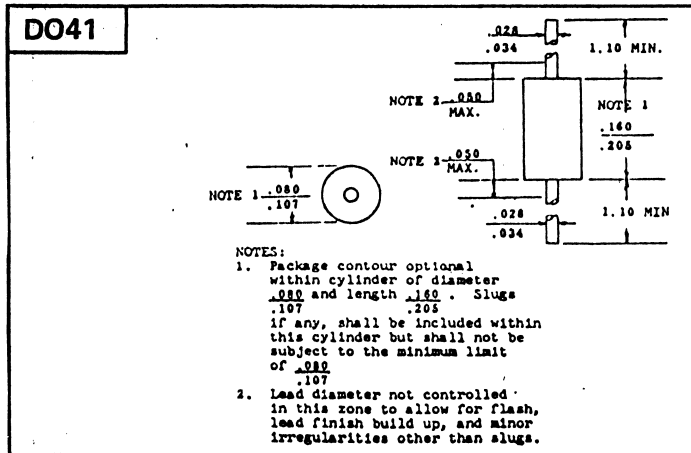 DO41
.028
.034
1.10 MIN.
NOTE 2 .050
MAX.
NOTE 1
.160
.205
NOTE 2 .050
MAX.
NOTE 1 .080
.107
.028
.034
1.10 MIN
NOTES:
1. Package contour optional
within cylinder of diameter
.080 and length .160 . Slugs
.107 .205
if any, shall be included within
this cylinder but shall not be
subject to the minimum limit
of .080
.107
2. Lead diameter not controlled
in this zone to allow for flash,
lead finish build up, and minor
irregularities other than slugs.